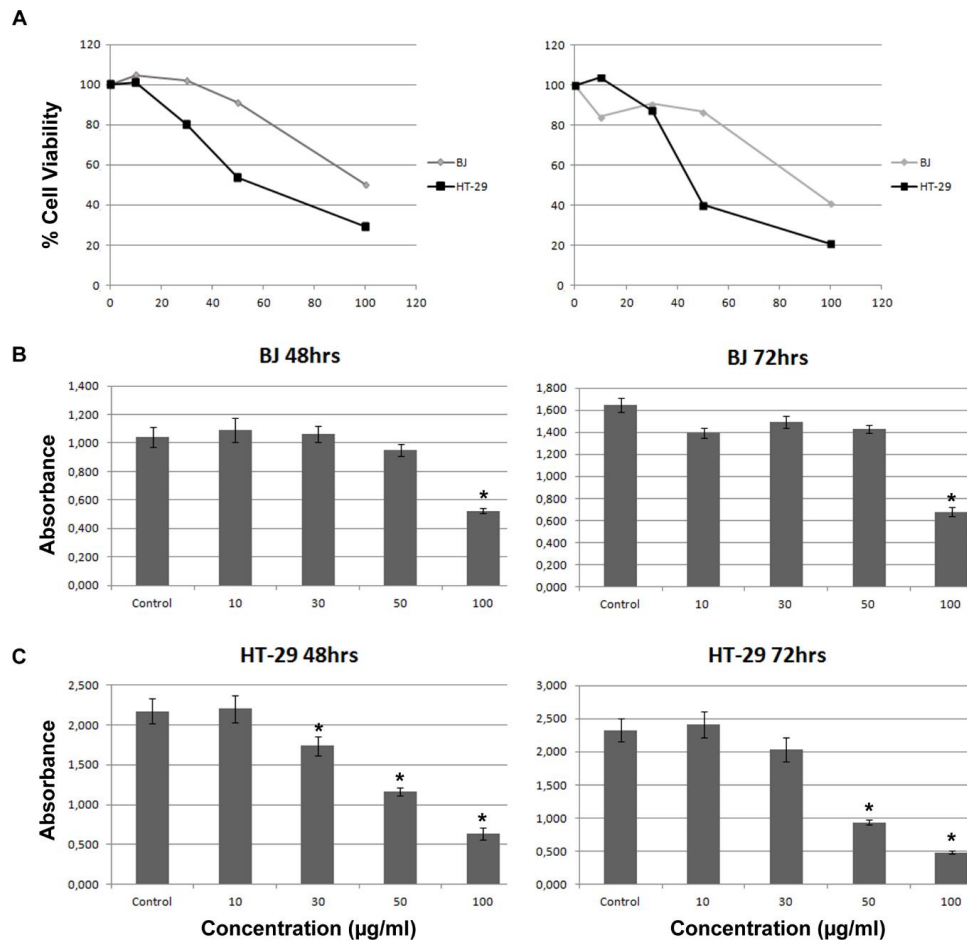 A
% Cell Viability
120
100
80
60
40
20
0
0 20 40 60 80 100 120
BJ
HT-29
120
100
80
60
40
20
0
0 20 40 60 80 100 120
BJ
HT-29
B
BJ 48hrs
Absorbance
1,400
1,200
1,000
0,800
0,600
0,400
0,200
0,000
*
Control 10 30 50 100
BJ 72hrs
1,800
1,600
1,400
1,200
1,000
0,800
0,600
0,400
0,200
0,000
*
Control 10 30 50 100
C
HT-29 48hrs
Absorbance
2,500
2,000
1,500
1,000
0,500
0,000
* * *
Control 10 30 50 100
Concentration (µg/ml)
HT-29 72hrs
3,000
2,500
2,000
1,500
1,000
0,500
0,000
* *
Control 10 30 50 100
Concentration (µg/ml)